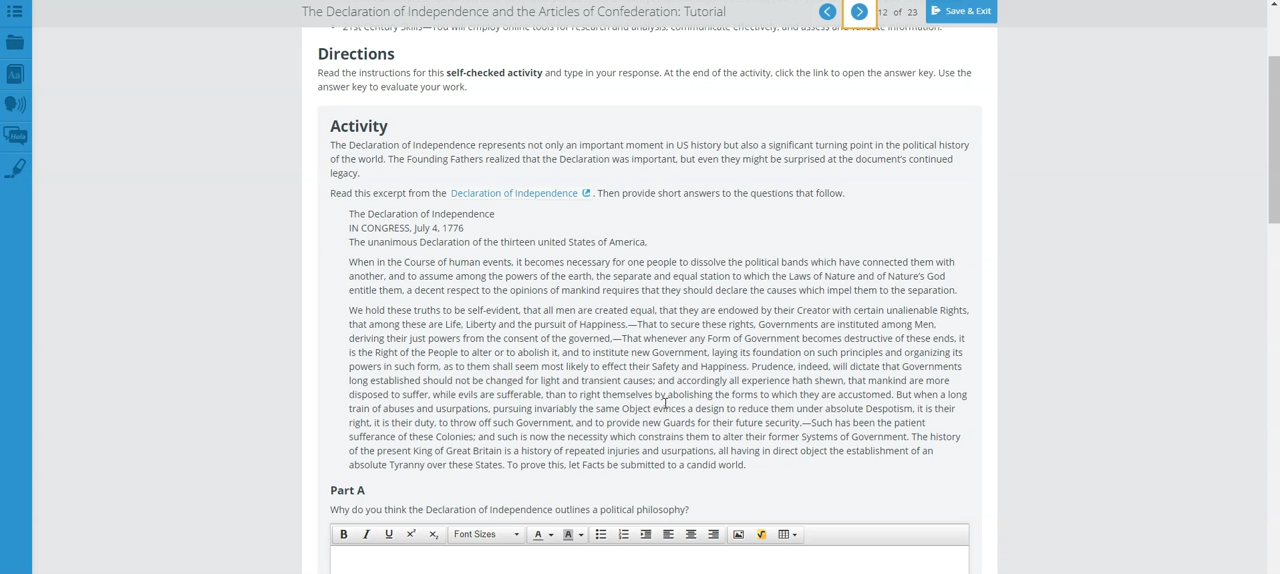 The Declaration of Independence and the Articles of Confederation: Tutorial
12 of 23
Save & Exit
21st Century Skills—You will employ online tools for research and analysis, communicate effectively, and assess and information.
Directions
Read the instructions for this self-checked activity and type in your response. At the end of the activity, click the link to open the answer key. Use the
answer key to evaluate your work.
Activity
The Declaration of Independence represents not only an important moment in US history but also a significant turning point in the political history
of the world. The Founding Fathers realized that the Declaration was important, but even they might be surprised at the document's continued
legacy.
Read this excerpt from the Declaration of Independence . Then provide short answers to the questions that follow.
The Declaration of Independence
IN CONGRESS, July 4, 1776
The unanimous Declaration of the thirteen united States of America,
When in the Course of human events, it becomes necessary for one people to dissolve the political bands which have connected them with
another, and to assume among the powers of the earth, the separate and equal station to which the Laws of Nature and of Nature's God
entitle them, a decent respect to the opinions of mankind requires that they should declare the causes which impel them to the separation.
We hold these truths to be self-evident, that all men are created equal, that they are endowed by their Creator with certain unalienable Rights,
that among these are Life, Liberty and the pursuit of Happiness.—That to secure these rights, Governments are instituted among Men,
deriving their just powers from the consent of the governed,—That whenever any Form of Government becomes destructive of these ends, it
is the Right of the People to alter or to abolish it, and to institute new Government, laying its foundation on such principles and organizing its
powers in such form, as to them shall seem most likely to effect their Safety and Happiness. Prudence, indeed, will dictate that Governments
long established should not be changed for light and transient causes; and accordingly all experience hath shewn, that mankind are more
disposed to suffer, while evils are sufferable, than to right themselves by abolishing the forms to which they are accustomed. But when a long
train of abuses and usurpations, pursuing invariably the same Object evinces a design to reduce them under absolute Despotism, it is their
right, it is their duty, to throw off such Government, and to provide new Guards for their future security.—Such has been the patient
sufferance of these Colonies; and such is now the necessity which constrains them to alter their former Systems of Government. The history
of the present King of Great Britain is a history of repeated injuries and usurpations, all having in direct object the establishment of an
absolute Tyranny over these States. To prove this, let Facts be submitted to a candid world.
Part A
Why do you think the Declaration of Independence outlines a political philosophy?
B I U x² x₂ Font Sizes A A